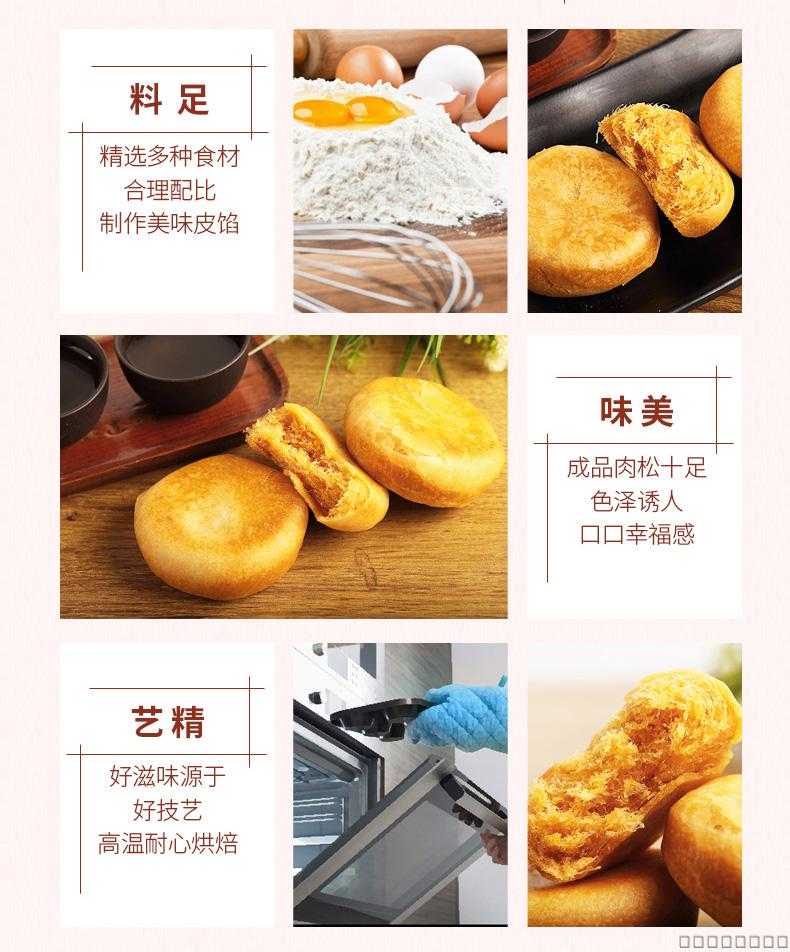 料足
精选多种食材
合理配比
制作美味皮馅
味美
成品肉松十足
色泽诱人
口口幸福感
艺精
好滋味源于
好技艺
高温耐心烘焙